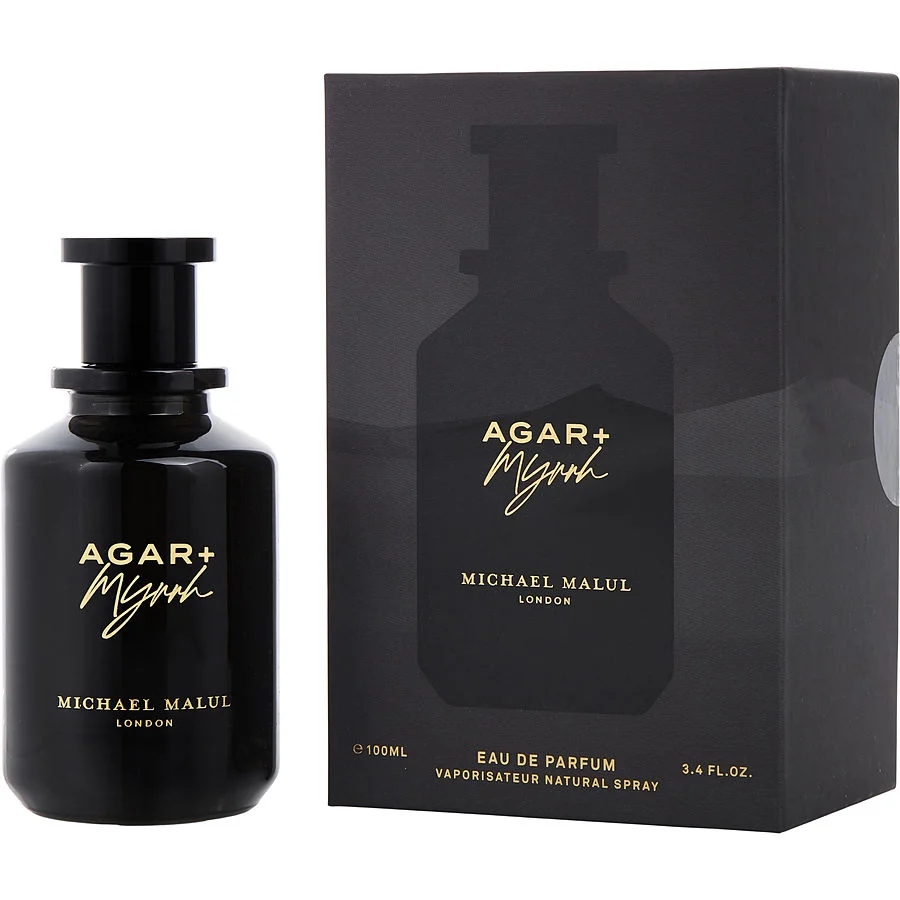 AGAR+
Myrrh
MICHAEL MALUL
LONDON
AGAR+
Myrrh
MICHAEL MALUL
LONDON
℮100ML
EAU DE PARFUM
VAPORISATEUR NATURAL SPRAY
3.4 FL.OZ.